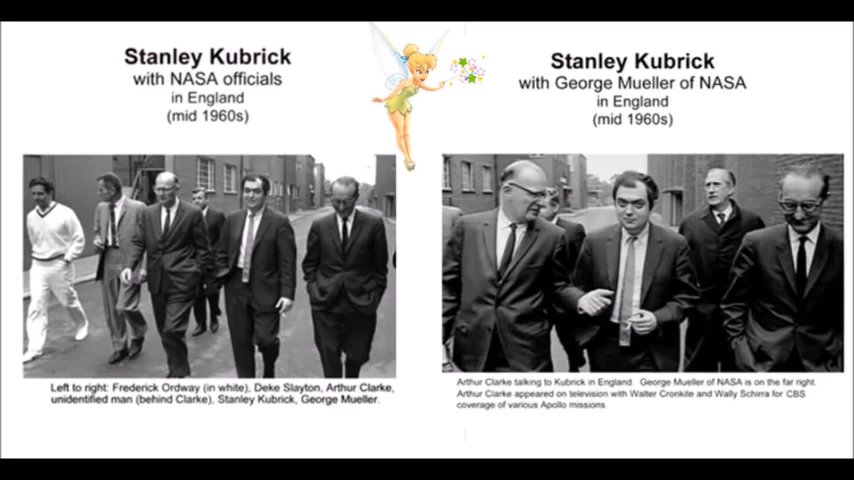 Stanley Kubrick
with NASA officials
in England
(mid 1960s)
Left to right: Frederick Ordway (in white), Deke Slayton, Arthur Clarke,
unidentified man (behind Clarke), Stanley Kubrick, George Mueller.
Stanley Kubrick
with George Mueller of NASA
in England
(mid 1960s)
Arthur Clarke talking to Kubrick in England. George Mueller of NASA is on the far right.
Arthur Clarke appeared on television with Walter Cronkite and Wally Schirra for CBS
coverage of various Apollo missions.